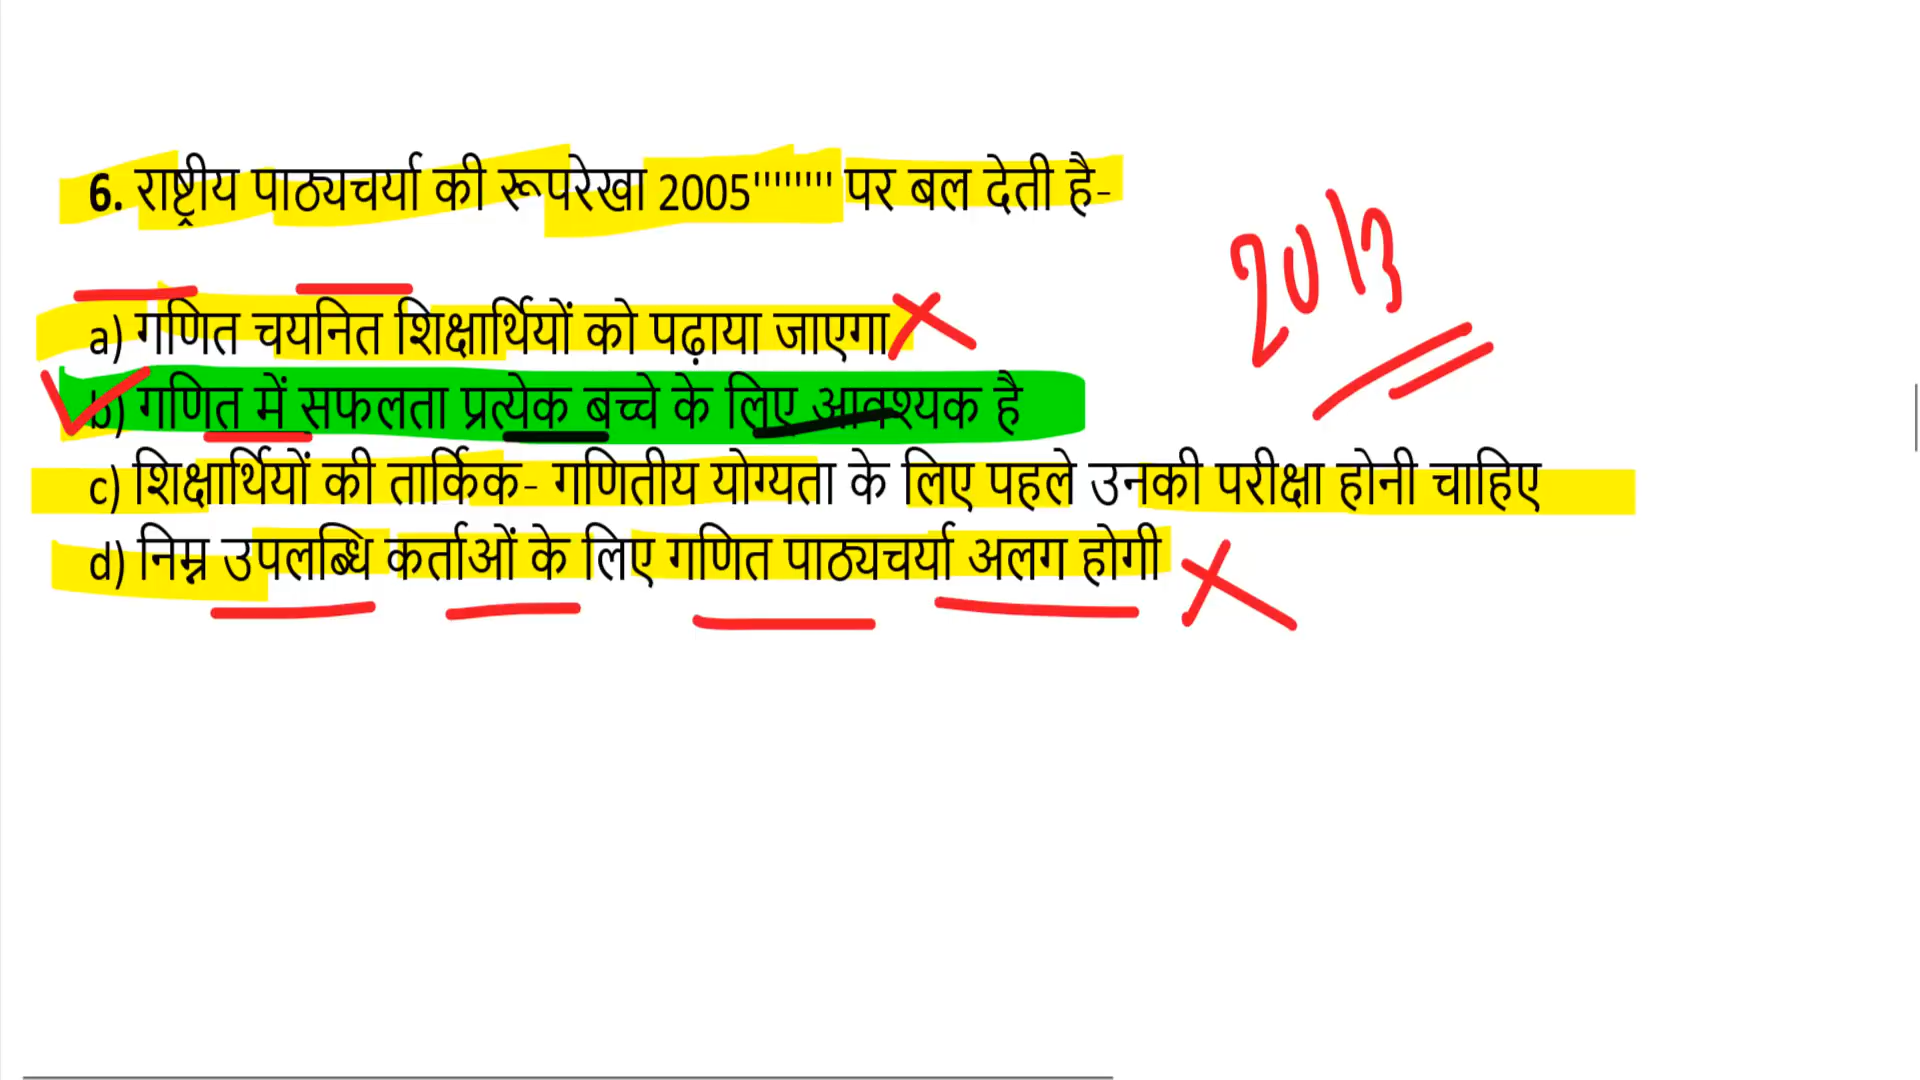 6. राष्ट्रीय पाठ्यचर्या की रूपरेखा 2005'''''''' पर बल देती है-
2013
a) गणित चयनित शिक्षार्थियों को पढ़ाया जाएगा
b) गणित में सफलता प्रत्येक बच्चे के लिए आवश्यक है
c) शिक्षार्थियों की तार्किक- गणितीय योग्यता के लिए पहले उनकी परीक्षा होनी चाहिए
d) निम्न उपलब्धि कर्ताओं के लिए गणित पाठ्यचर्या अलग होगी